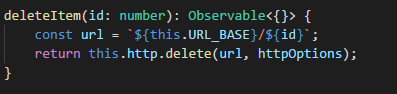 deleteItem(id: number): Observable<{}> {
const url = `${this.URL_BASE}/${id}`;
return this.http.delete(url, httpOptions);
}